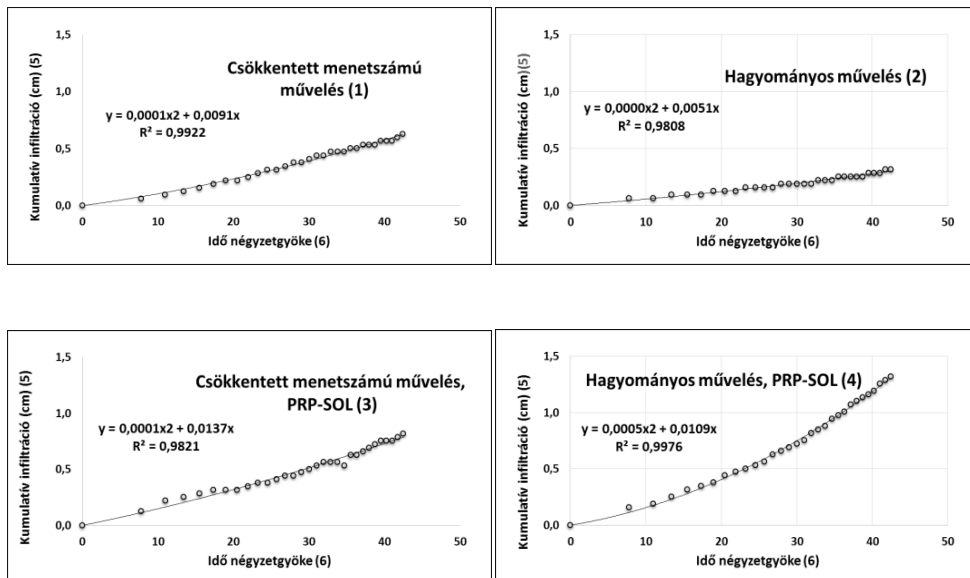 1,5
1,0
0,5
0,0
Kumulatív infiltráció (cm) (5)
Csökkentett menetszámú
művelés (1)
y = 0,0001x2 + 0,0091x
R² = 0,9922
0 10 20 30 40 50
Idő négyzetgyöke (6)
1,5
1,0
0,5
0,0
Kumulatív infiltráció (cm)(5)
Hagyományos művelés (2)
y = 0,0000x2 + 0,0051x
R² = 0,9808
0 10 20 30 40 50
Idő négyzetgyöke (6)
1,5
1,0
0,5
0,0
Kumulatív infiltráció (cm) (5)
Csökkentett menetszámú művelés,
PRP-SOL (3)
y = 0,0001x2 + 0,0137x
R² = 0,9821
0 10 20 30 40 50
Idő négyzetgyöke (6)
1,5
1,0
0,5
0,0
Kumulatív infiltráció (cm) (5)
Hagyományos művelés, PRP-SOL (4)
y = 0,0005x2 + 0,0109x
R² = 0,9976
0 10 20 30 40 50
Idő négyzetgyöke (6)